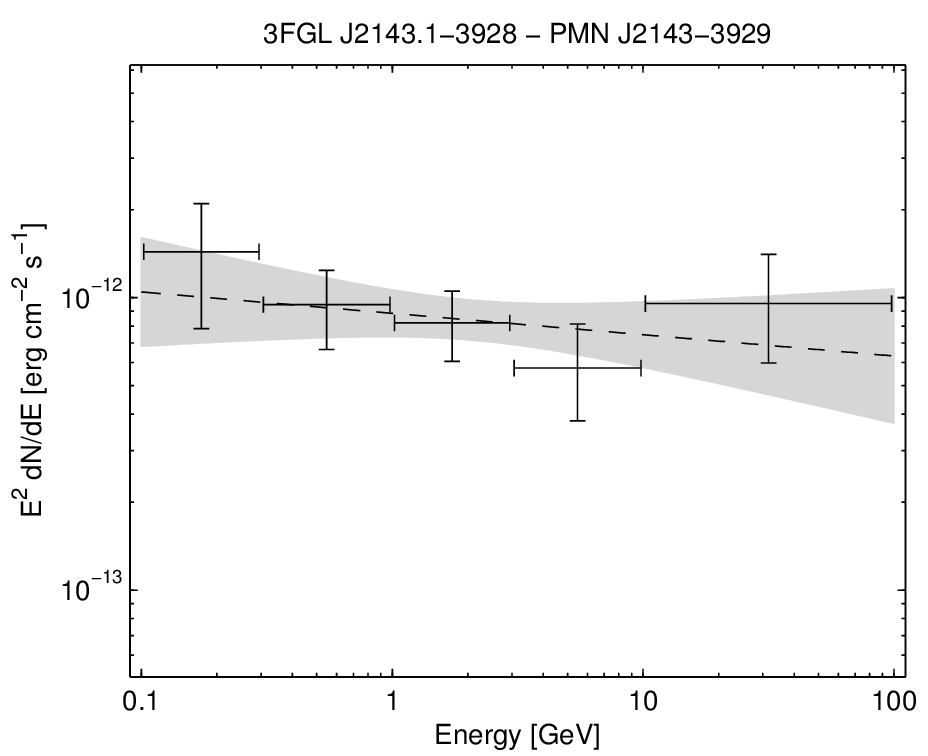 3FGL J2143.1−3928 − PMN J2143−3929
E² dN/dE [erg cm⁻² s⁻¹]
10⁻¹²
10⁻¹³
0.1 1 10 100
Energy [GeV]